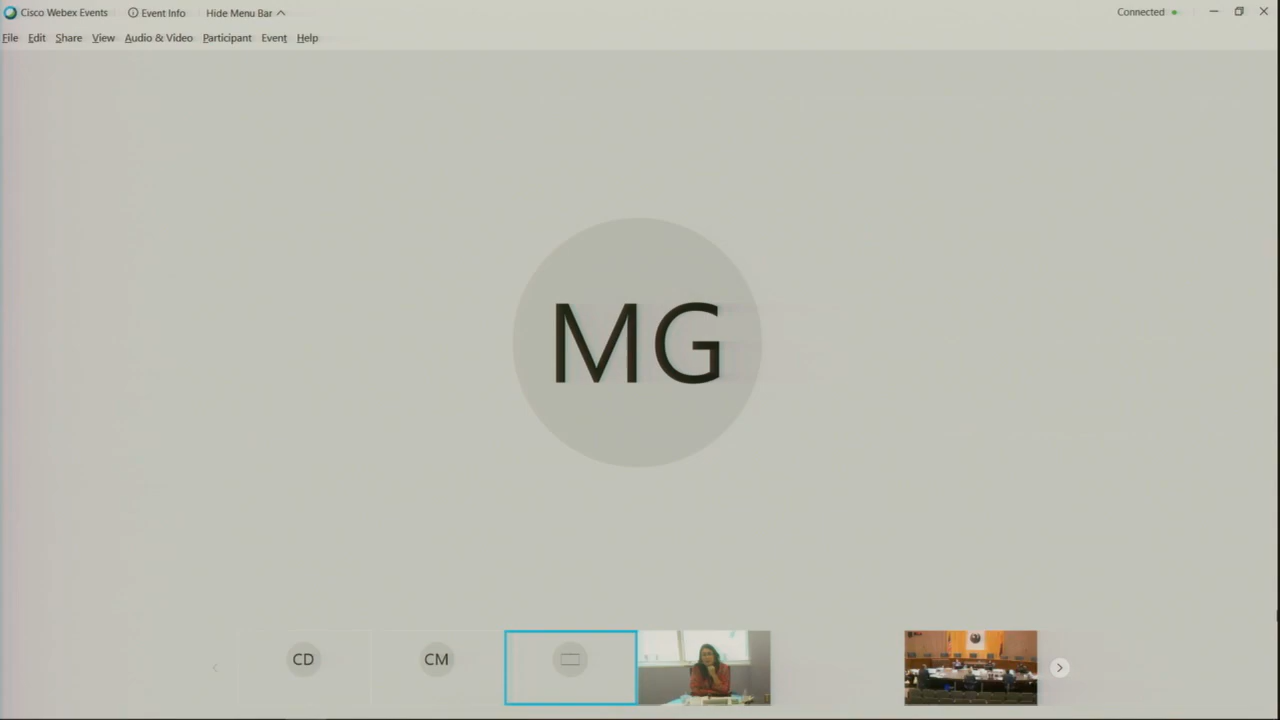 Cisco Webex Events Event Info Hide Menu Bar Connected
File Edit Share View Audio & Video Participant Event Help
MG
CD CM